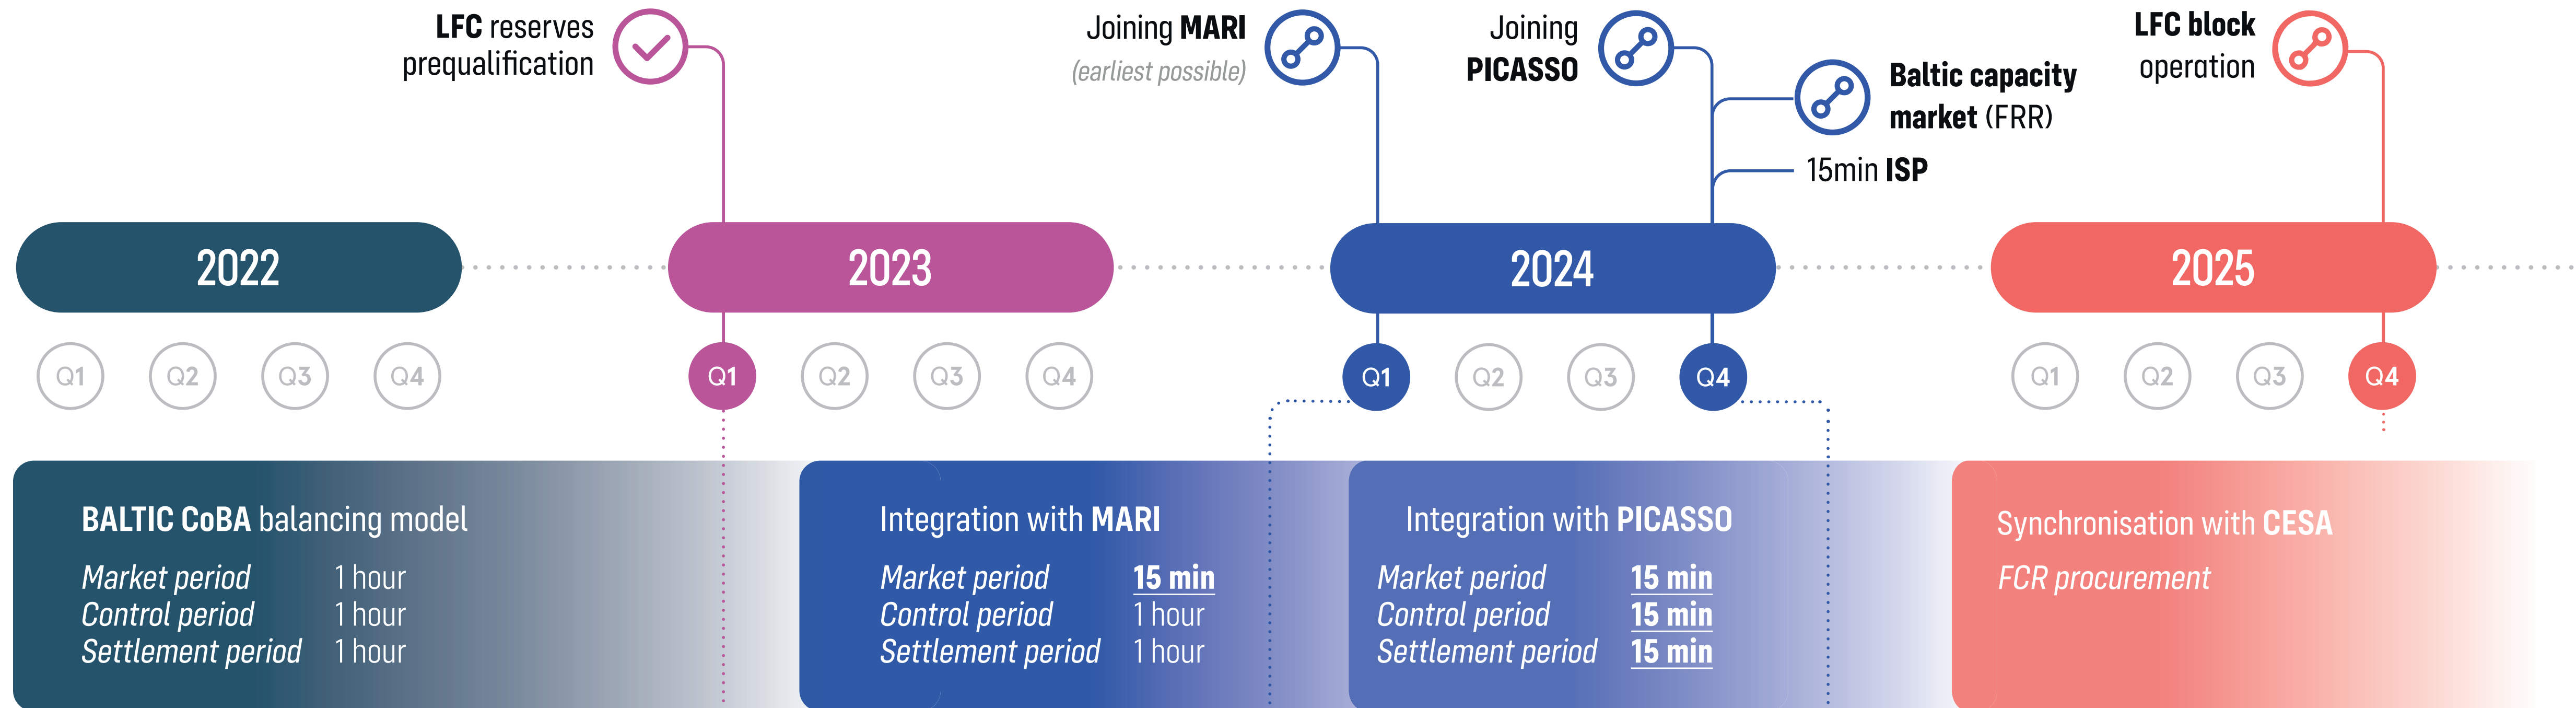 LFC reserves
prequalification
Joining MARI
(earliest possible)
Joining
PICASSO
Baltic capacity
market (FRR)
15min ISP
LFC block
operation
2022
2023
2024
2025
Q1 Q2 Q3 Q4
Q1 Q2 Q3 Q4
Q1 Q2 Q3 Q4
Q1 Q2 Q3 Q4
BALTIC CoBA balancing model
Market period 1 hour
Control period 1 hour
Settlement period 1 hour
Integration with MARI
Market period 15 min
Control period 1 hour
Settlement period 1 hour
Integration with PICASSO
Market period 15 min
Control period 15 min
Settlement period 15 min
Synchronisation with CESA
FCR procurement